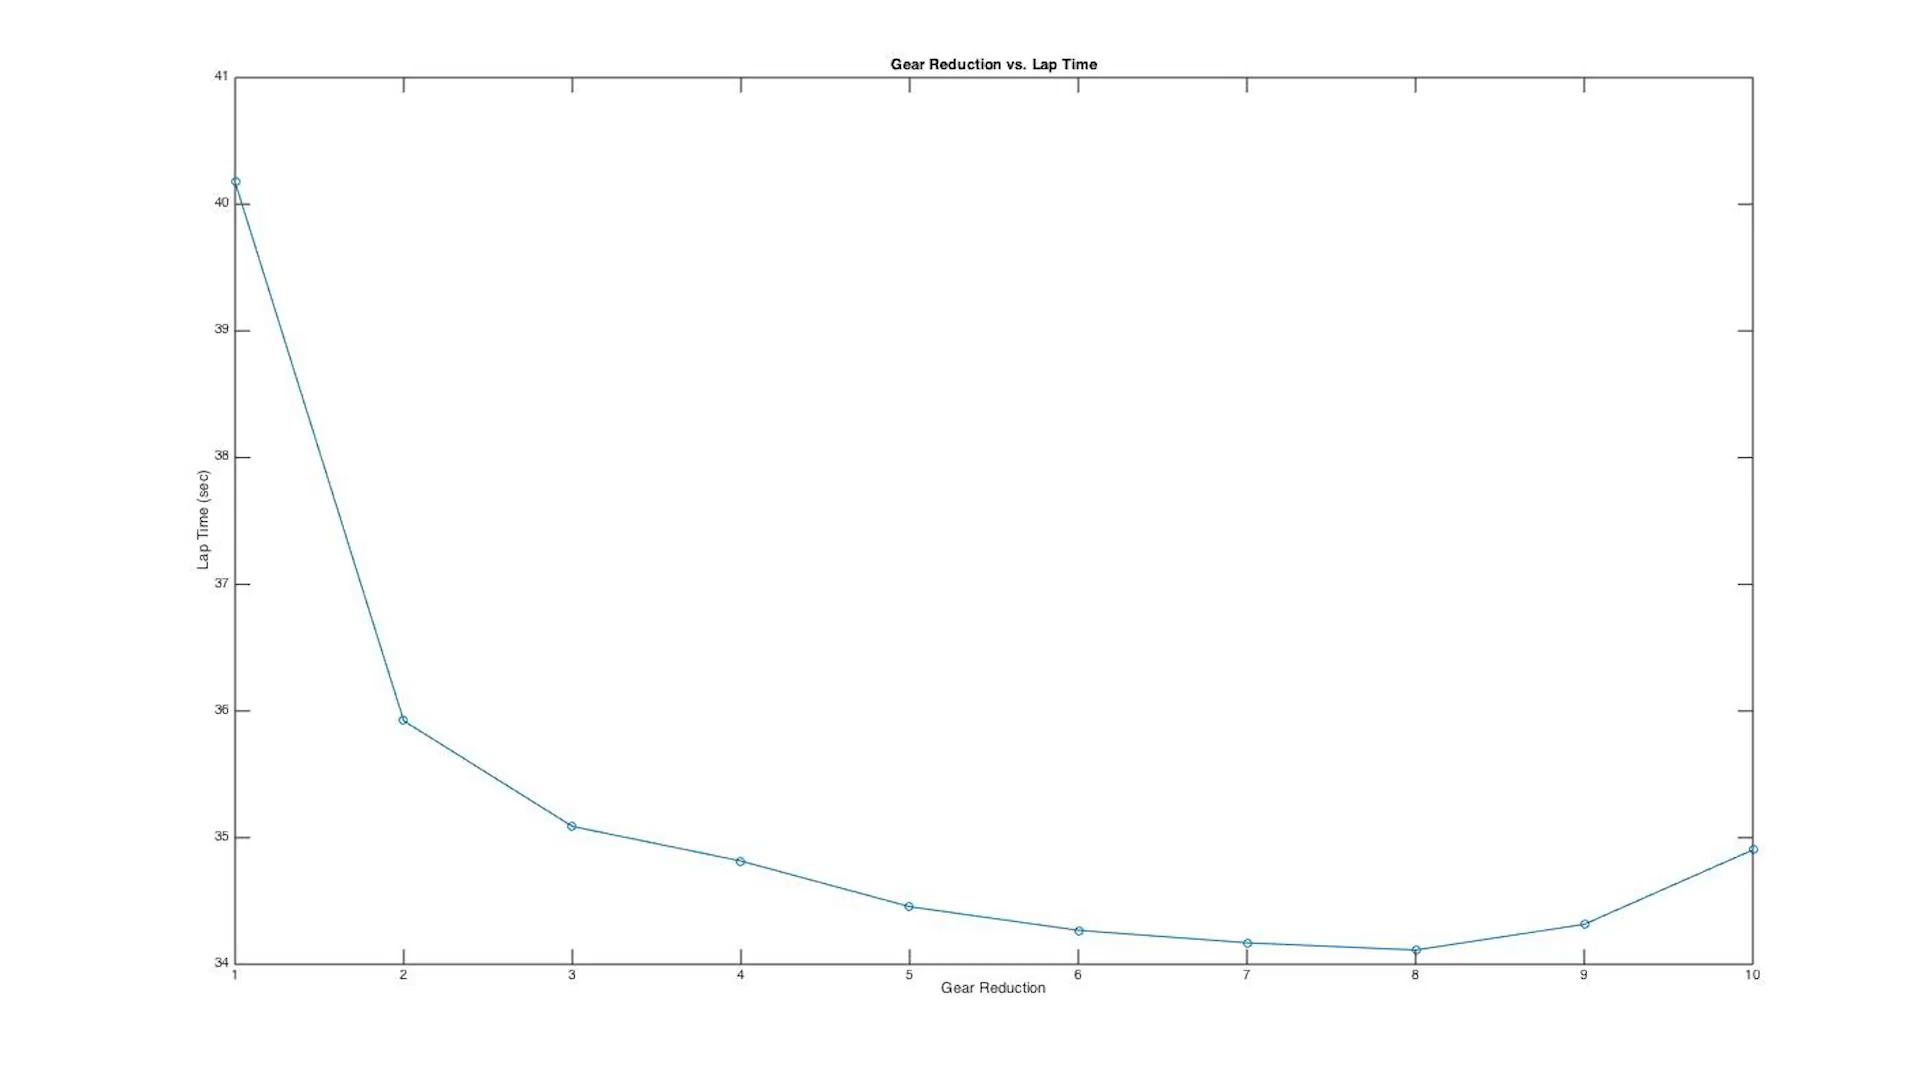 Gear Reduction vs. Lap Time
41
40
39
38
37
36
35
34
Lap Time (sec)
1 2 3 4 5 6 7 8 9 10
Gear Reduction